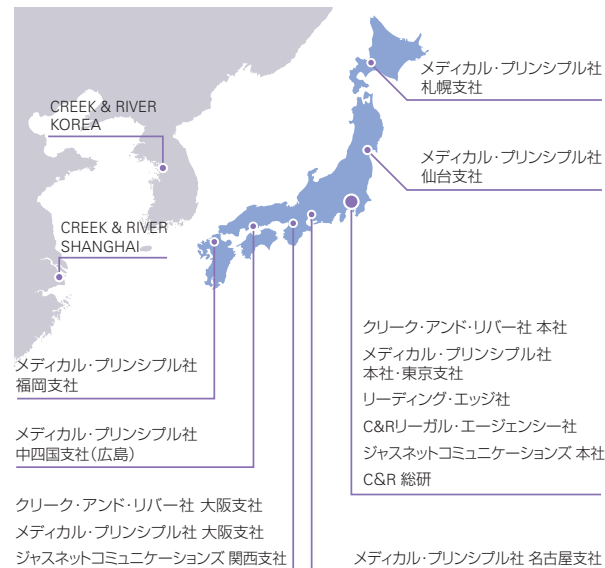 メディカル・プリンシプル社
札幌支社
CREEK & RIVER
KOREA
メディカル・プリンシプル社
仙台支社
CREEK & RIVER
SHANGHAI
クリーク・アンド・リバー社 本社
メディカル・プリンシプル社
本社・東京支社
リーディング・エッジ社
C&Rリーガル・エージェンシー社
ジャスネットコミュニケーションズ 本社
C&R 総研
メディカル・プリンシプル社
福岡支社
メディカル・プリンシプル社
中四国支社(広島)
クリーク・アンド・リバー社 大阪支社
メディカル・プリンシプル社 大阪支社
ジャスネットコミュニケーションズ 関西支社
メディカル・プリンシプル社 名古屋支社